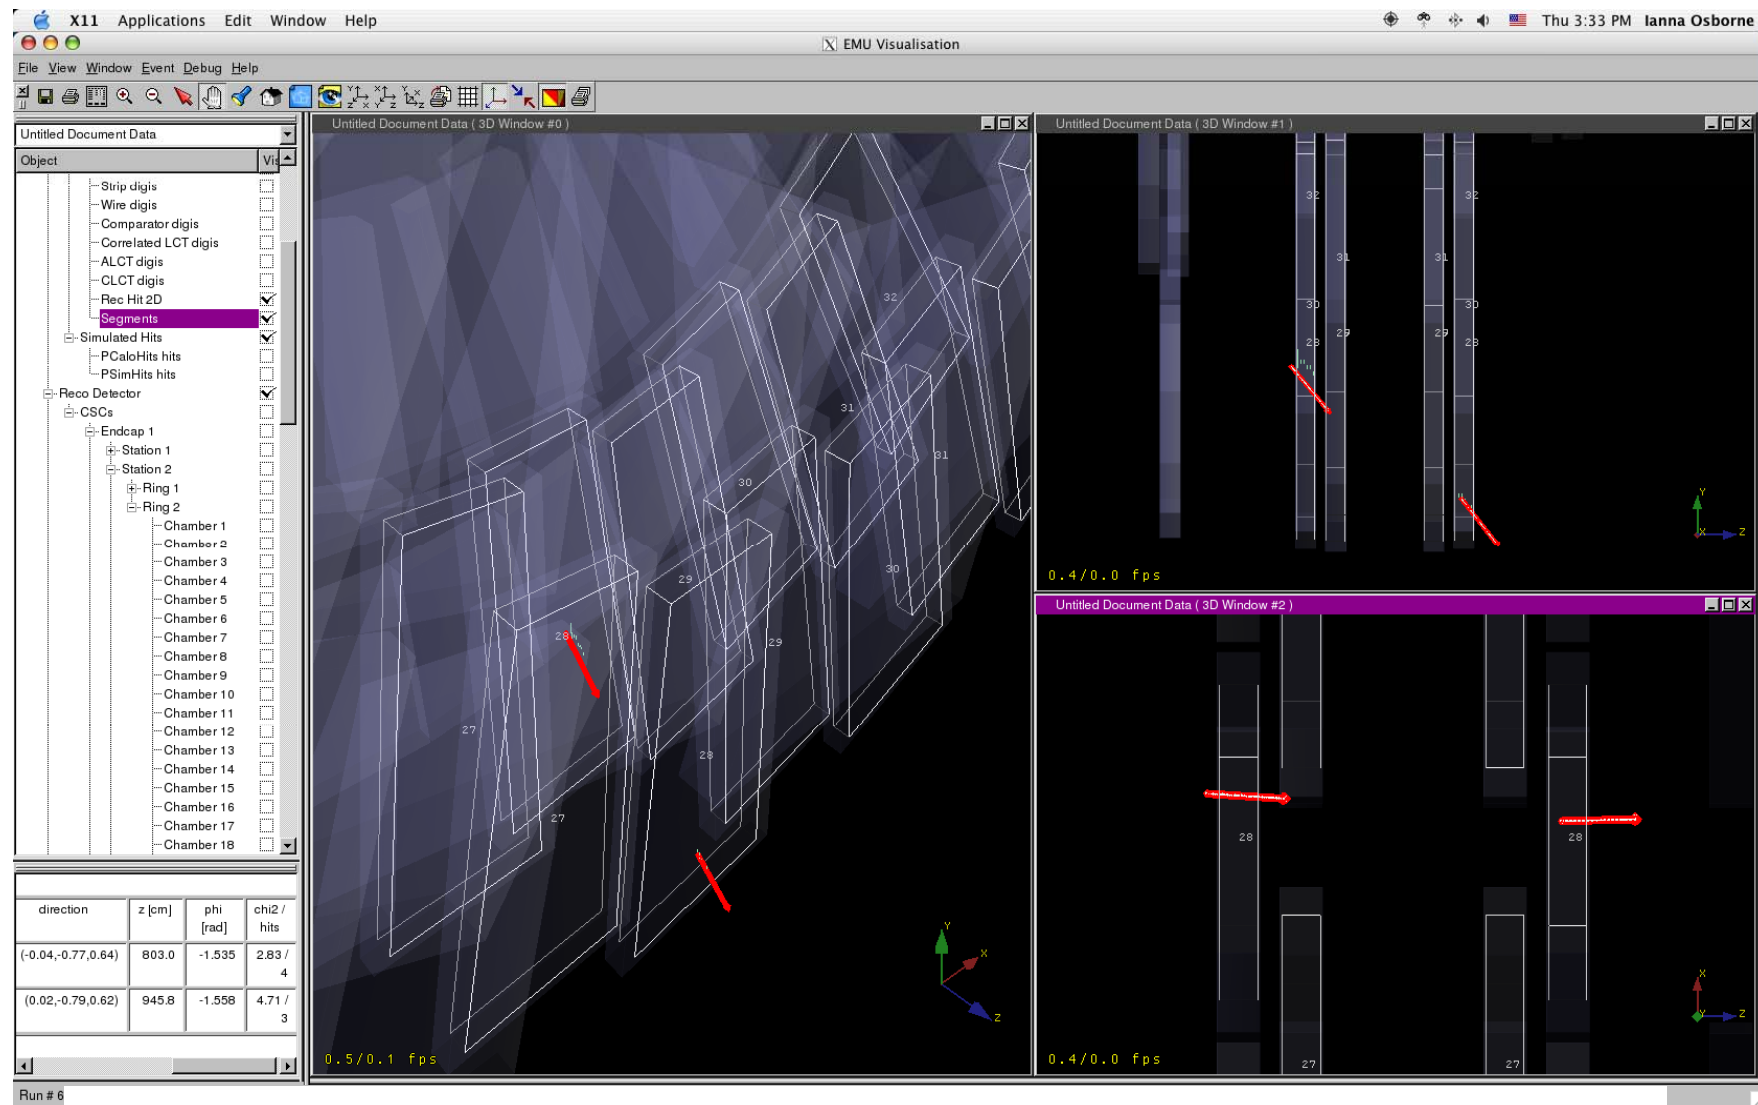 X11 Applications Edit Window Help Thu 3:33 PM Ianna Osborne
X EMU Visualisation
File View Window Event Debug Help
Untitled Document Data
Object Vis
Strip digis
Wire digis
Comparator digis
Correlated LCT digis
ALCT digis
CLCT digis
Rec Hit 2D
Segments
Simulated Hits
PCaloHits hits
PSimHits hits
Reco Detector
CSCs
Endcap 1
Station 1
Station 2
Ring 1
Ring 2
Chamber 1
Chamber 2
Chamber 3
Chamber 4
Chamber 5
Chamber 6
Chamber 7
Chamber 8
Chamber 9
Chamber 10
Chamber 11
Chamber 12
Chamber 13
Chamber 14
Chamber 15
Chamber 16
Chamber 17
Chamber 18
direction z [cm] phi [rad] chi2 / hits
(-0.04,-0.77,0.64) 803.0 -1.535 2.83 / 4
(0.02,-0.79,0.62) 945.8 -1.558 4.71 / 3
Run # 6
Untitled Document Data ( 3D Window #0 )
32
31
31
30
30
29
29
28
28
27
27
Y
X
Z
0.5/0.1 fps
Untitled Document Data ( 3D Window #1 )
32 32
31 31
30 30
29 29
28 28
Y
X Z
0.4/0.0 fps
Untitled Document Data ( 3D Window #2 )
28 28
X
Y Z
27 27
0.4/0.0 fps